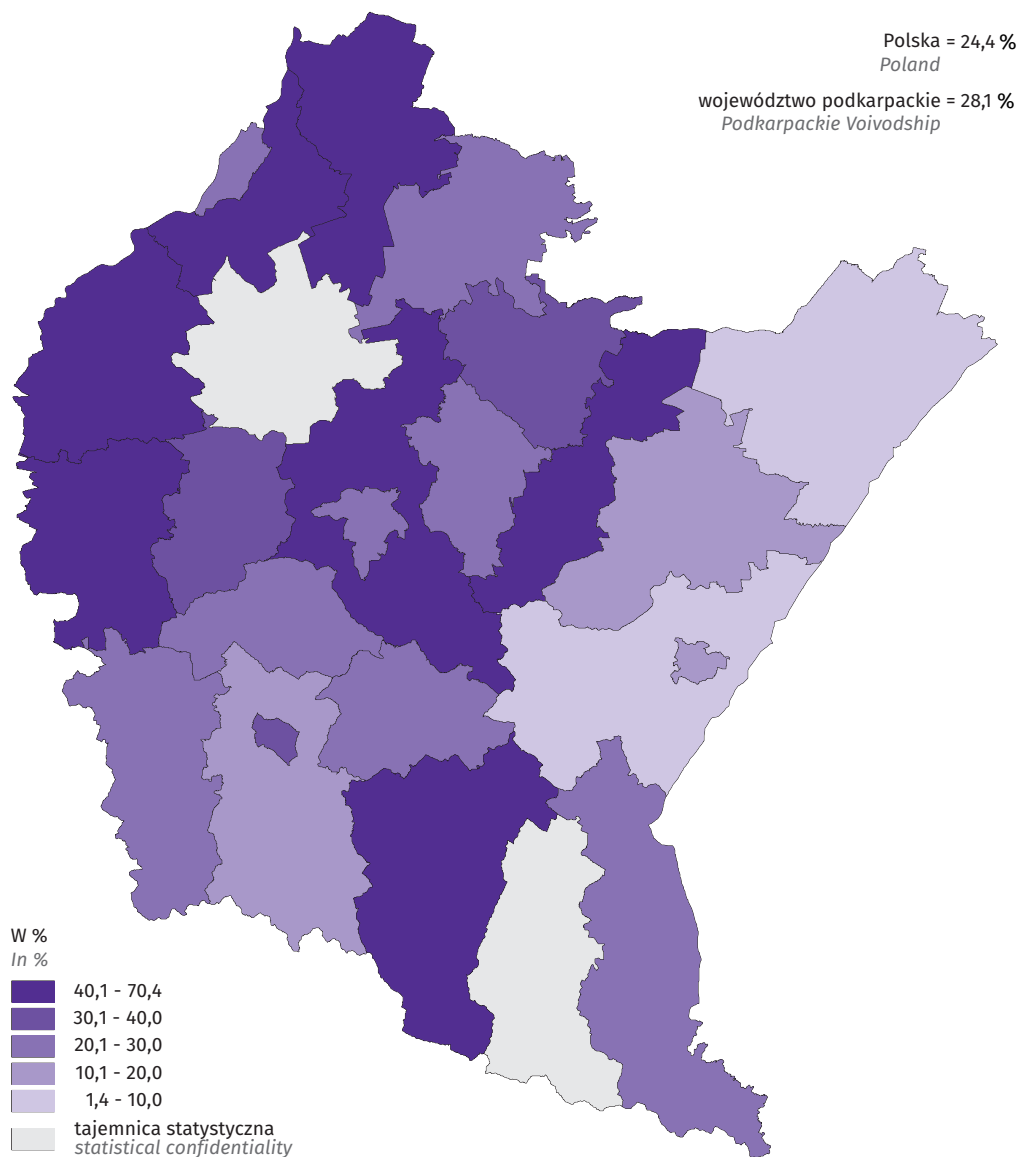 Polska = 24,4 %
Poland
województwo podkarpackie = 28,1 %
Podkarpackie Voivodship
W %
In %
40,1 - 70,4
30,1 - 40,0
20,1 - 30,0
10,1 - 20,0
1,4 - 10,0
tajemnica statystyczna
statistical confidentiality